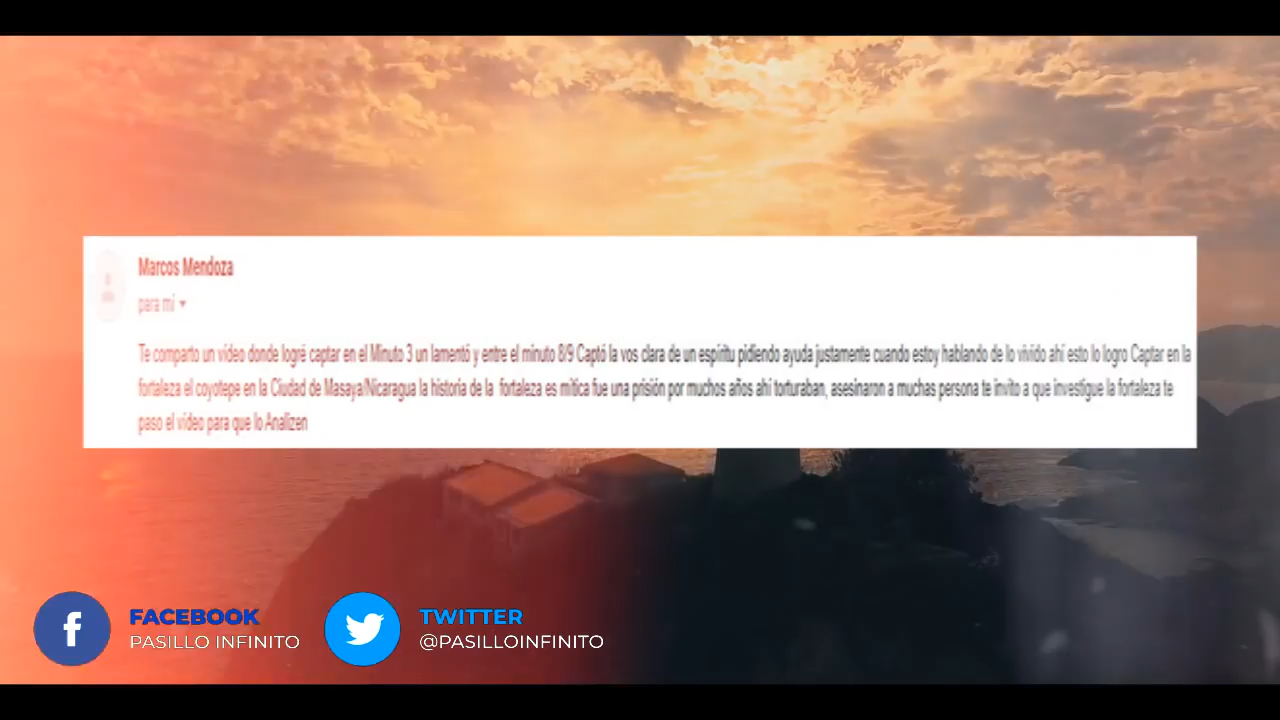 Marcos Mendoza
para mí
Te comparto un vídeo donde logré captar en el Minuto 3 un lamentó y entre el minuto 8/9 Captó la vos clara de un espíritu pidiendo ayuda justamente cuando estoy hablando de lo vivido ahí esto lo logro Captar en la
fortaleza el coyotepe en la Ciudad de Masaya/Nicaragua la historia de la fortaleza es mítica fue una prisión por muchos años ahí torturaban, asesinaron a muchas persona te invito a que investigue la fortaleza te
paso el vídeo para que lo Analizen
FACEBOOK
PASILLO INFINITO
TWITTER
@PASILLOINFINITO